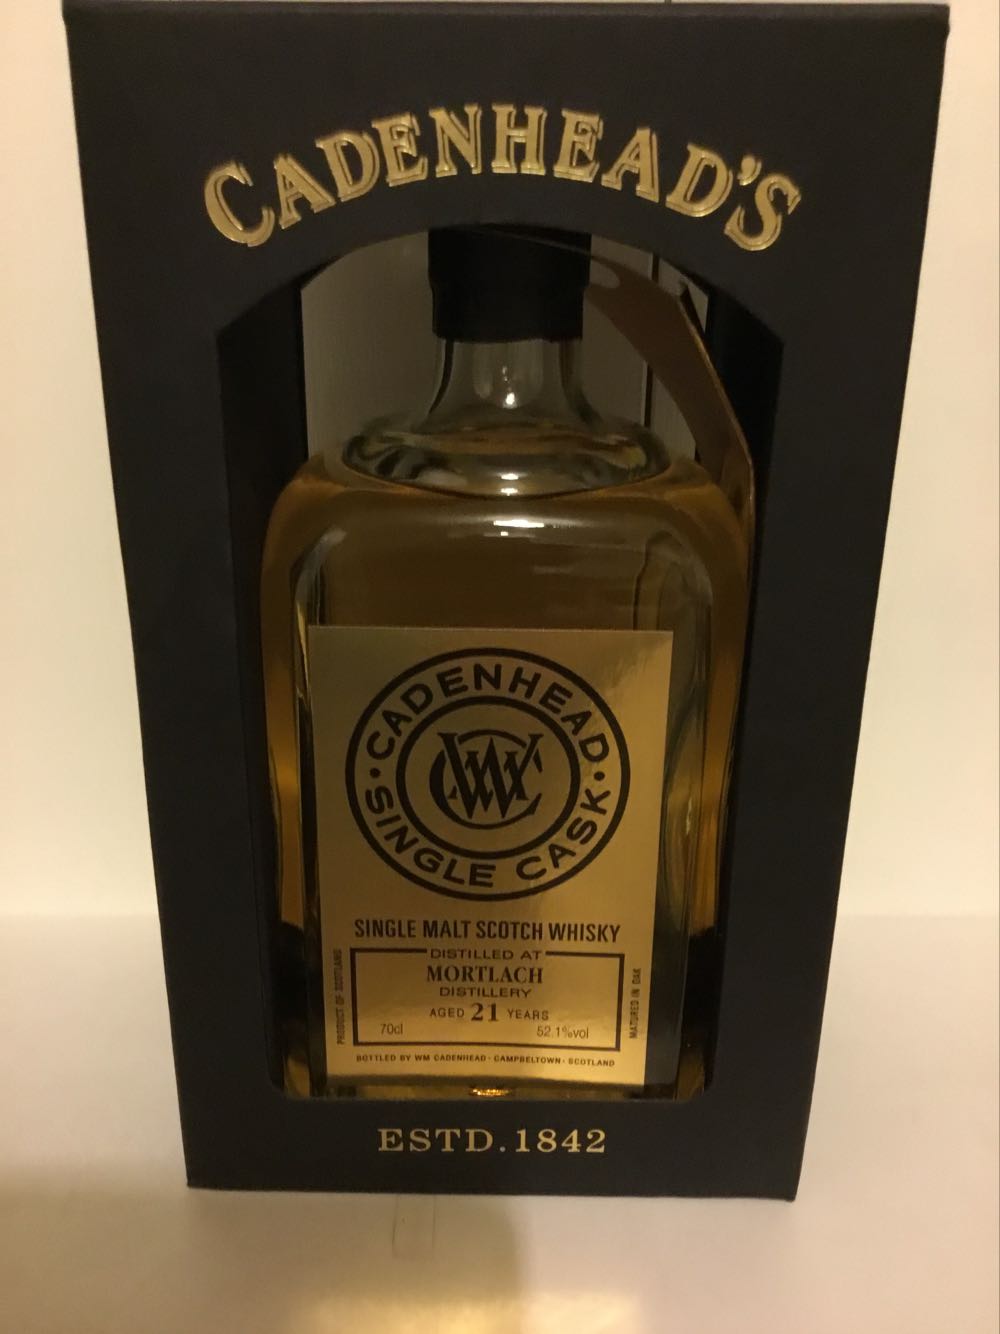 CADENHEAD'S
· CADENHEAD ·
WC
SINGLE CASK
SINGLE MALT SCOTCH WHISKY
DISTILLED AT
MORTLACH
DISTILLERY
AGED 21 YEARS
70cl 52.1%vol
PRODUCT OF SCOTLAND
MATURED IN OAK
BOTTLED BY WM CADENHEAD · CAMPBELTOWN · SCOTLAND
ESTD.1842